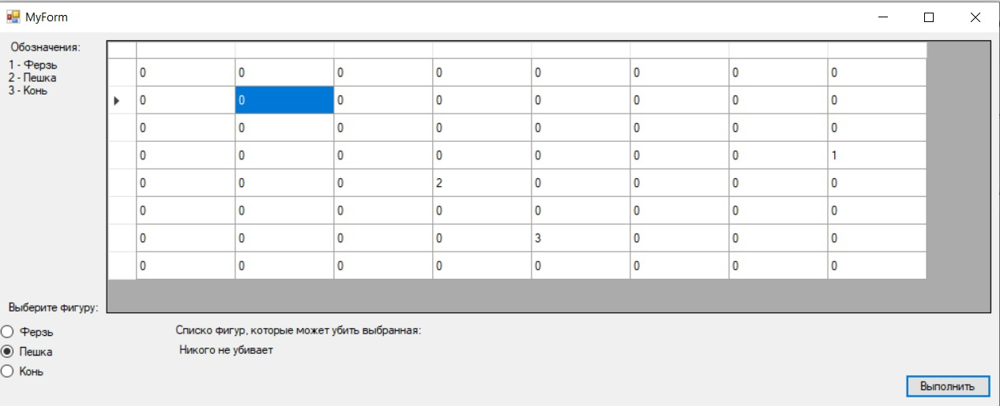 MyForm
Обозначения:
1 - Ферзь
2 - Пешка
3 - Конь
0 0 0 0 0 0 0 0
0 0 0 0 0 0 0 0
0 0 0 0 0 0 0 0
0 0 0 0 0 0 0 1
0 0 0 2 0 0 0 0
0 0 0 0 0 0 0 0
0 0 0 0 3 0 0 0
0 0 0 0 0 0 0 0
Выберите фигуру:
Ферзь
Пешка
Конь
Списко фигур, которые может убить выбранная:
Никого не убивает
Выполнить